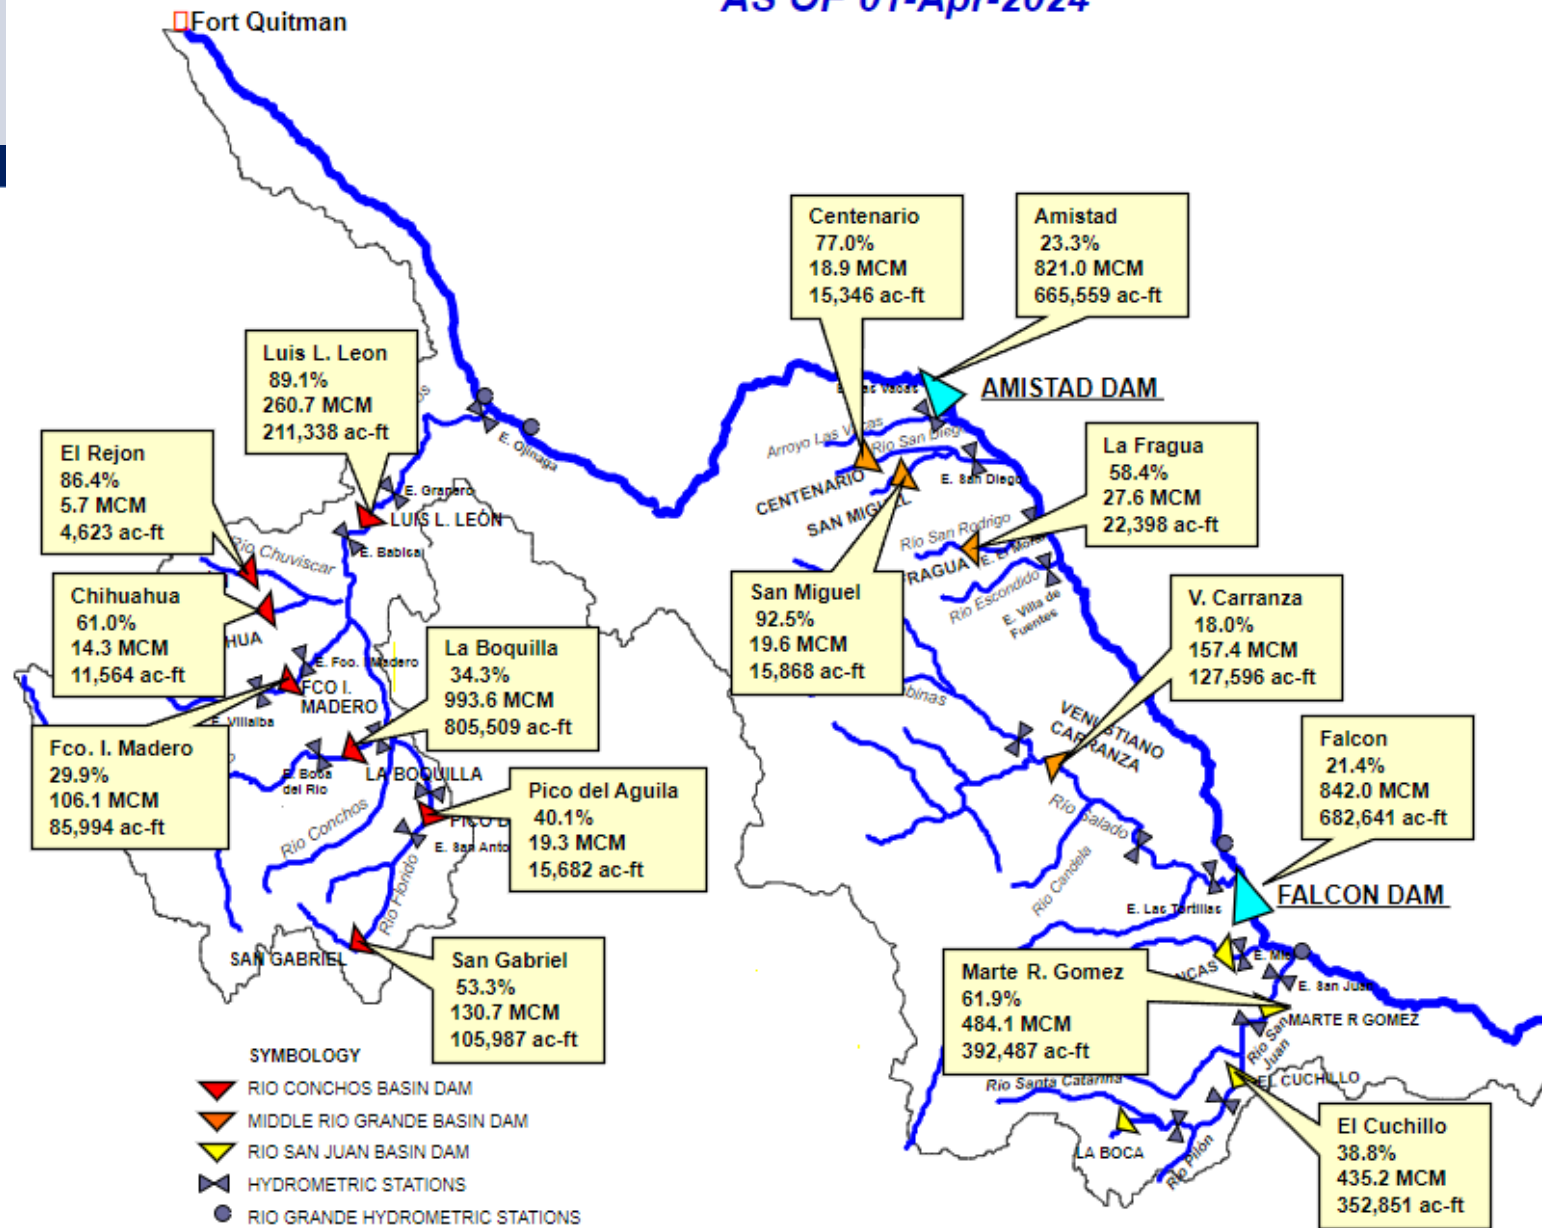 AS OF 01-Apr-2024
Fort Quitman
Centenario
77.0%
18.9 MCM
15,346 ac-ft
Amistad
23.3%
821.0 MCM
665,559 ac-ft
AMISTAD DAM
Luis L. Leon
89.1%
260.7 MCM
211,338 ac-ft
E. Ojinaga
E. Granero
LUIS L. LEÓN
E. Babicai
El Rejon
86.4%
5.7 MCM
4,623 ac-ft
Rio Chuviscar
Chihuahua
61.0%
14.3 MCM
11,564 ac-ft
HUA
Arroyo Las Vacas
Rio San Diego
CENTENARIO
SAN MIGUEL
E. San Diego
La Fragua
58.4%
27.6 MCM
22,398 ac-ft
Rio San Rodrigo
FRAGUA
Rio Escondido
E. Villa de
Fuentes
San Miguel
92.5%
19.6 MCM
15,868 ac-ft
V. Carranza
18.0%
157.4 MCM
127,596 ac-ft
La Boquilla
34.3%
993.6 MCM
805,509 ac-ft
E. Fco. I Madero
FCO I.
MADERO
E. Villalba
Fco. I. Madero
29.9%
106.1 MCM
85,994 ac-ft
E. Boca
del Rio
LA BOQUILLA
Rio Conchos
Pico del Aguila
40.1%
19.3 MCM
15,682 ac-ft
PICO D
E. San Anto
Rio Florido
binas
VENUSTIANO
CARRANZA
Rio Salado
Rio Candela
Falcon
21.4%
842.0 MCM
682,641 ac-ft
FALCON DAM
E. Las Tortillas
SAN GABRIEL
San Gabriel
53.3%
130.7 MCM
105,987 ac-ft
Marte R. Gomez
61.9%
484.1 MCM
392,487 ac-ft
NCAS
E. Mie
E. San Juan
MARTE R GOMEZ
Rio San
Juan
EL CUCHILLO
Rio Santa Catarina
LA BOCA
Rio Pilón
El Cuchillo
38.8%
435.2 MCM
352,851 ac-ft
SYMBOLOGY
RIO CONCHOS BASIN DAM
MIDDLE RIO GRANDE BASIN DAM
RIO SAN JUAN BASIN DAM
HYDROMETRIC STATIONS
RIO GRANDE HYDROMETRIC STATIONS